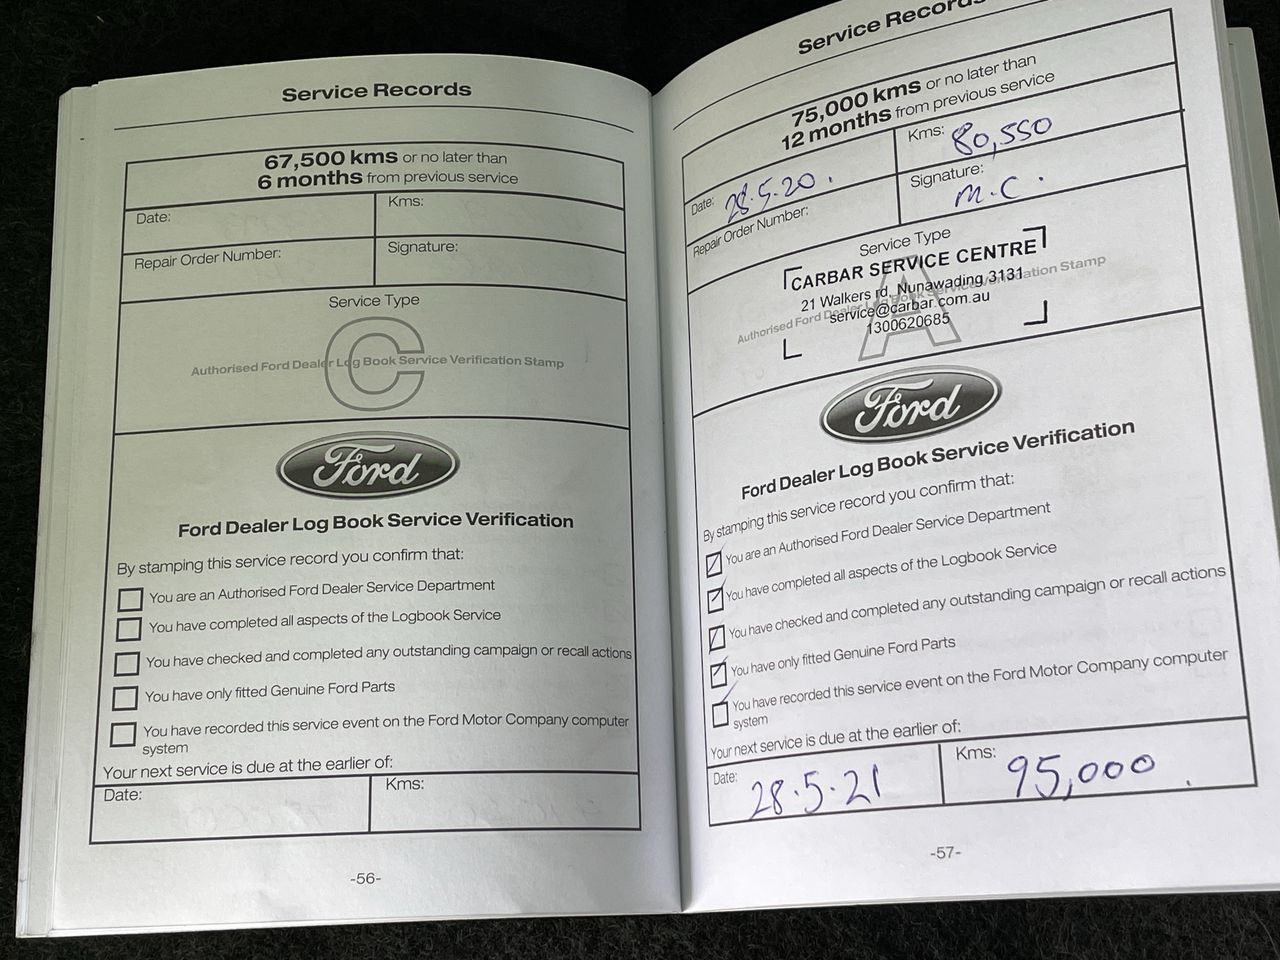 Service Records
67,500 kms or no later than
6 months from previous service
Date:
Kms:
Repair Order Number:
Signature:
Service Type
C
Authorised Ford Dealer Log Book Service Verification Stamp
Ford
Ford Dealer Log Book Service Verification
By stamping this service record you confirm that:
You are an Authorised Ford Dealer Service Department
You have completed all aspects of the Logbook Service
You have checked and completed any outstanding campaign or recall actions
You have only fitted Genuine Ford Parts
You have recorded this service event on the Ford Motor Company computer
system
Your next service is due at the earlier of:
Date:
Kms:
-56-
Service Records
75,000 kms or no later than
12 months from previous service
Date: 28.5.20.
Kms: 80,550
Repair Order Number:
Signature:
M.C.
Service Type
A
CARBAR SERVICE CENTRE
21 Walkers rd, Nunawading 3131
Authorised Ford Dealer Log Book Service Verification Stamp
service@carbar.com.au
1300620685
Ford
Ford Dealer Log Book Service Verification
By stamping this service record you confirm that:
You are an Authorised Ford Dealer Service Department
You have completed all aspects of the Logbook Service
You have checked and completed any outstanding campaign or recall actions
You have only fitted Genuine Ford Parts
You have recorded this service event on the Ford Motor Company computer
system
Your next service is due at the earlier of:
Date: 28.5.21
Kms: 95,000
-57-